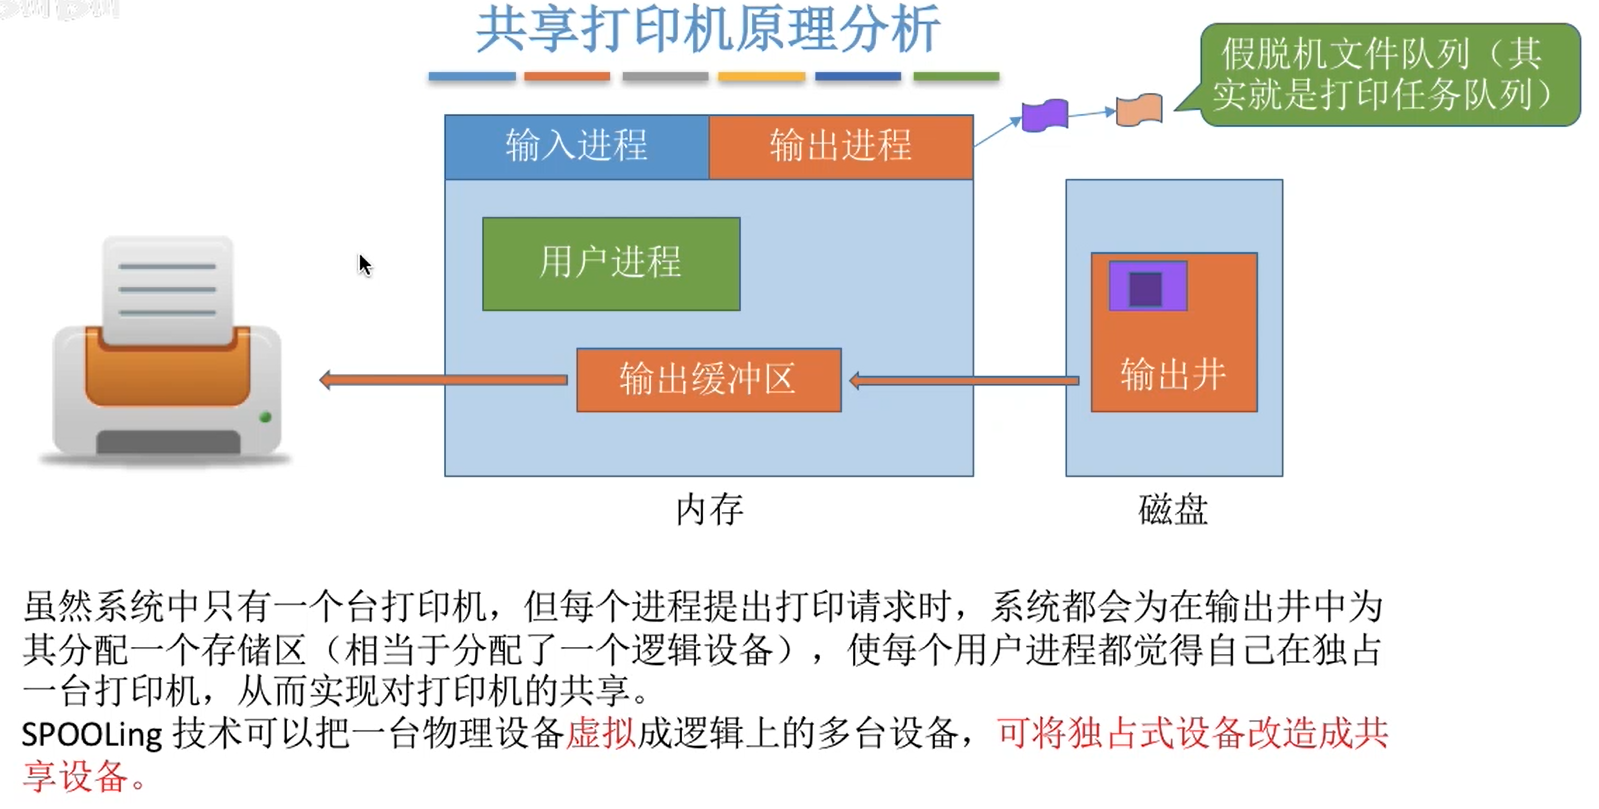 共享打印机原理分析
假脱机文件队列（其
实就是打印任务队列）
输入进程
输出进程
用户进程
输出缓冲区
输出井
内存
磁盘
虽然系统中只有一个台打印机，但每个进程提出打印请求时，系统都会为在输出井中为
其分配一个存储区（相当于分配了一个逻辑设备），使每个用户进程都觉得自己在独占
一台打印机，从而实现对打印机的共享。
SPOOLing 技术可以把一台物理设备虚拟成逻辑上的多台设备，可将独占式设备改造成共
享设备。